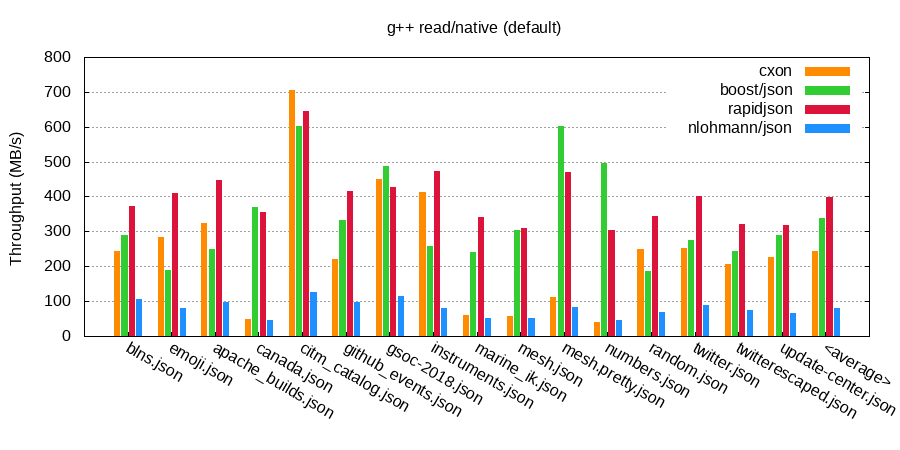 g++ read/native (default)
Throughput (MB/s)
800
700
600
500
400
300
200
100
0
cxon
boost/json
rapidjson
nlohmann/json
blns.json
emoji.json
apache_builds.json
canada.json
citm_catalog.json
github_events.json
gsoc-2018.json
instruments.json
marine_ik.json
mesh.json
mesh.pretty.json
numbers.json
random.json
twitter.json
twitterescaped.json
update-center.json
<average>